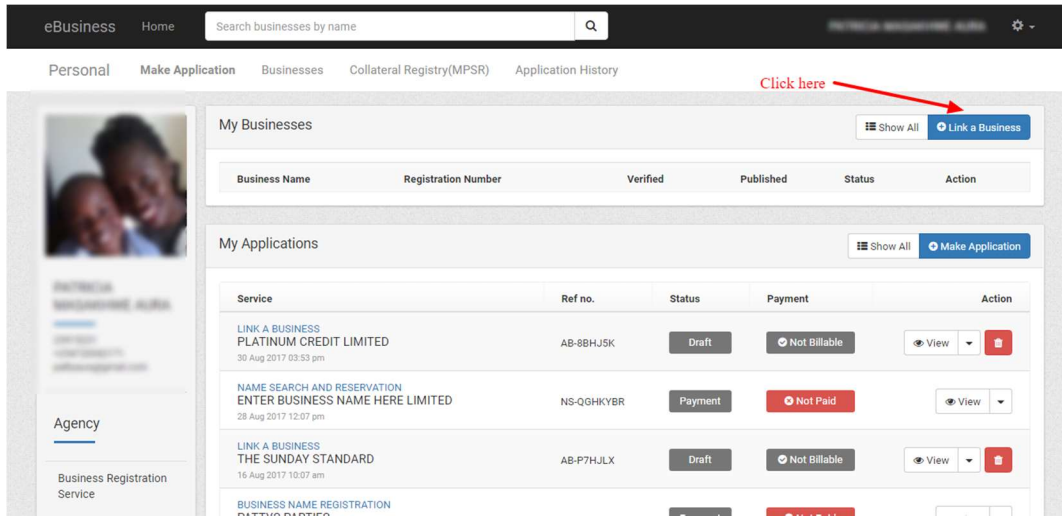 eBusiness Home Search businesses by name
Personal Make Application Businesses Collateral Registry(MPSR) Application History
Click here
My Businesses Show All Link a Business
Business Name Registration Number Verified Published Status Action
My Applications Show All Make Application
Service Ref no. Status Payment Action
LINK A BUSINESS
PLATINUM CREDIT LIMITED AB-8BHJ5K Draft Not Billable View
30 Aug 2017 03:53 pm
NAME SEARCH AND RESERVATION
ENTER BUSINESS NAME HERE LIMITED NS-QGHKYBR Payment Not Paid View
28 Aug 2017 12:07 pm
Agency
LINK A BUSINESS
THE SUNDAY STANDARD AB-P7HJLX Draft Not Billable View
16 Aug 2017 10:07 am
Business Registration
Service
BUSINESS NAME REGISTRATION